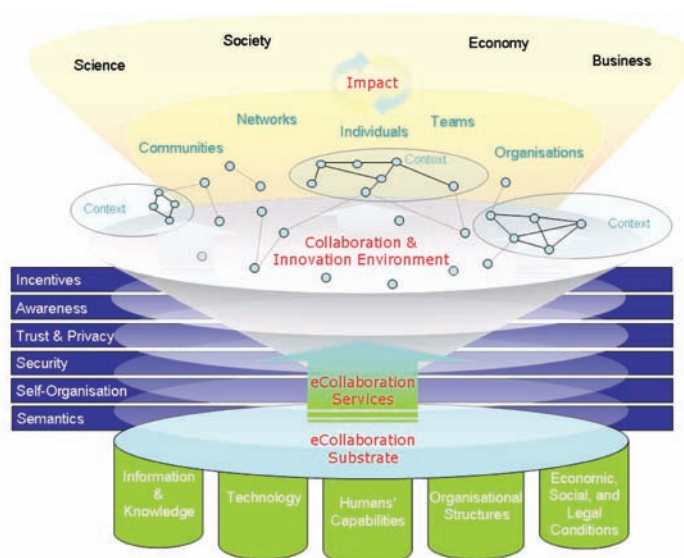 Society
Economy
Science
Business
Impact
Networks
Teams
Individuals
Communities
Organisations
Context
Context
Context
Collaboration &
Innovation Environment
Incentives
Awareness
Trust & Privacy
Security
Self-Organisation
Semantics
eCollaboration
Services
eCollaboration
Substrate
Information
&
Knowledge
Technology
Humans'
Capabilities
Organisational
Structures
Economic,
Social, and
Legal
Conditions